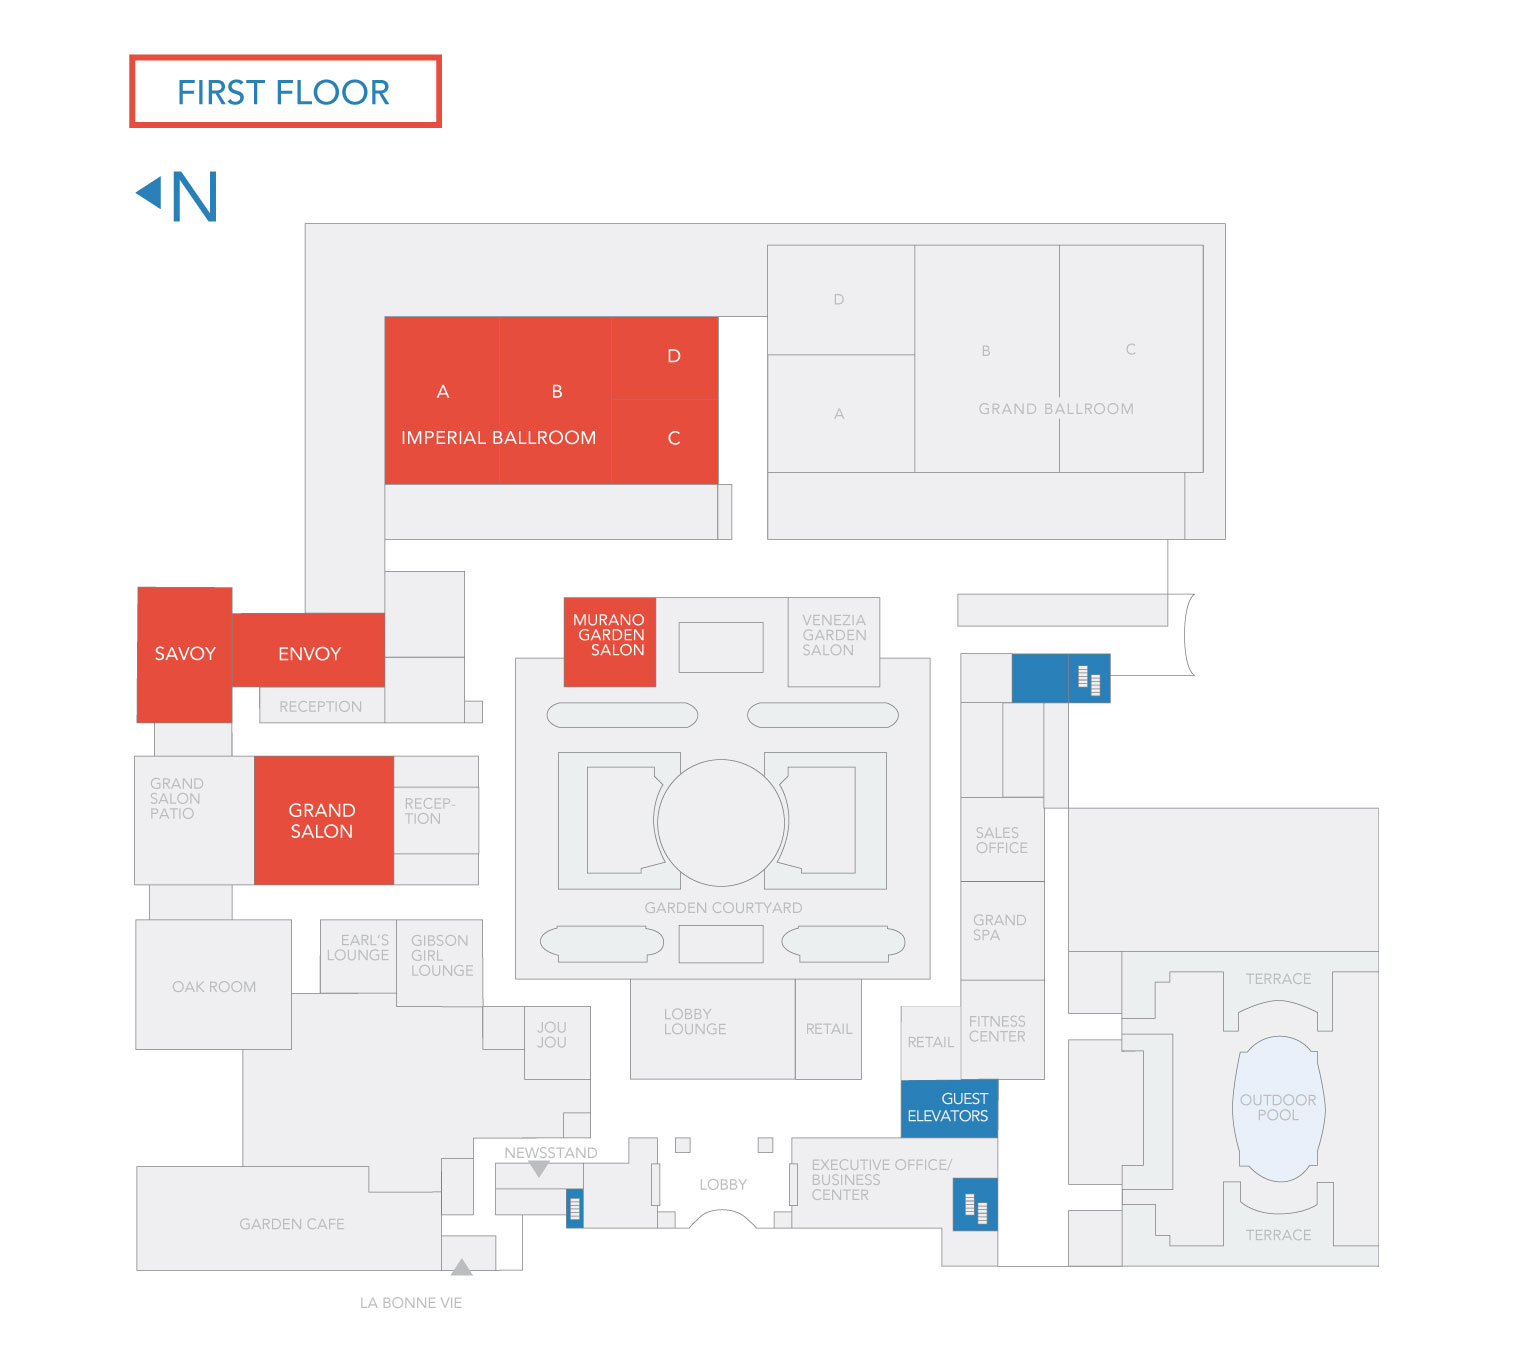 FIRST FLOOR
N
D
A
B
C
GRAND BALLROOM
A
B
D
C
IMPERIAL BALLROOM
SAVOY
ENVOY
RECEPTION
MURANO
GARDEN
SALON
VENEZIA
GARDEN
SALON
GRAND
SALON
PATIO
GRAND
SALON
RECEP-
TION
SALES
OFFICE
GARDEN COURTYARD
GRAND
SPA
EARL'S
LOUNGE
GIBSON
GIRL
LOUNGE
OAK ROOM
JOU
JOU
LOBBY
LOUNGE
RETAIL
RETAIL
FITNESS
CENTER
TERRACE
GUEST
ELEVATORS
OUTDOOR
POOL
NEWSSTAND
LOBBY
EXECUTIVE OFFICE/
BUSINESS
CENTER
GARDEN CAFE
TERRACE
LA BONNE VIE